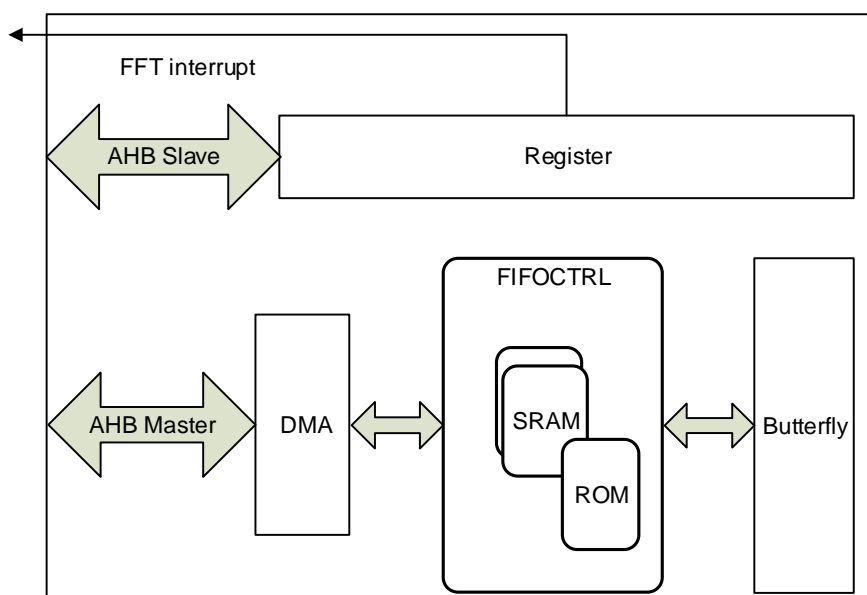 FFT interrupt
AHB Slave
Register
FIFOCTRL
AHB Master
DMA
SRAM
ROM
Butterfly